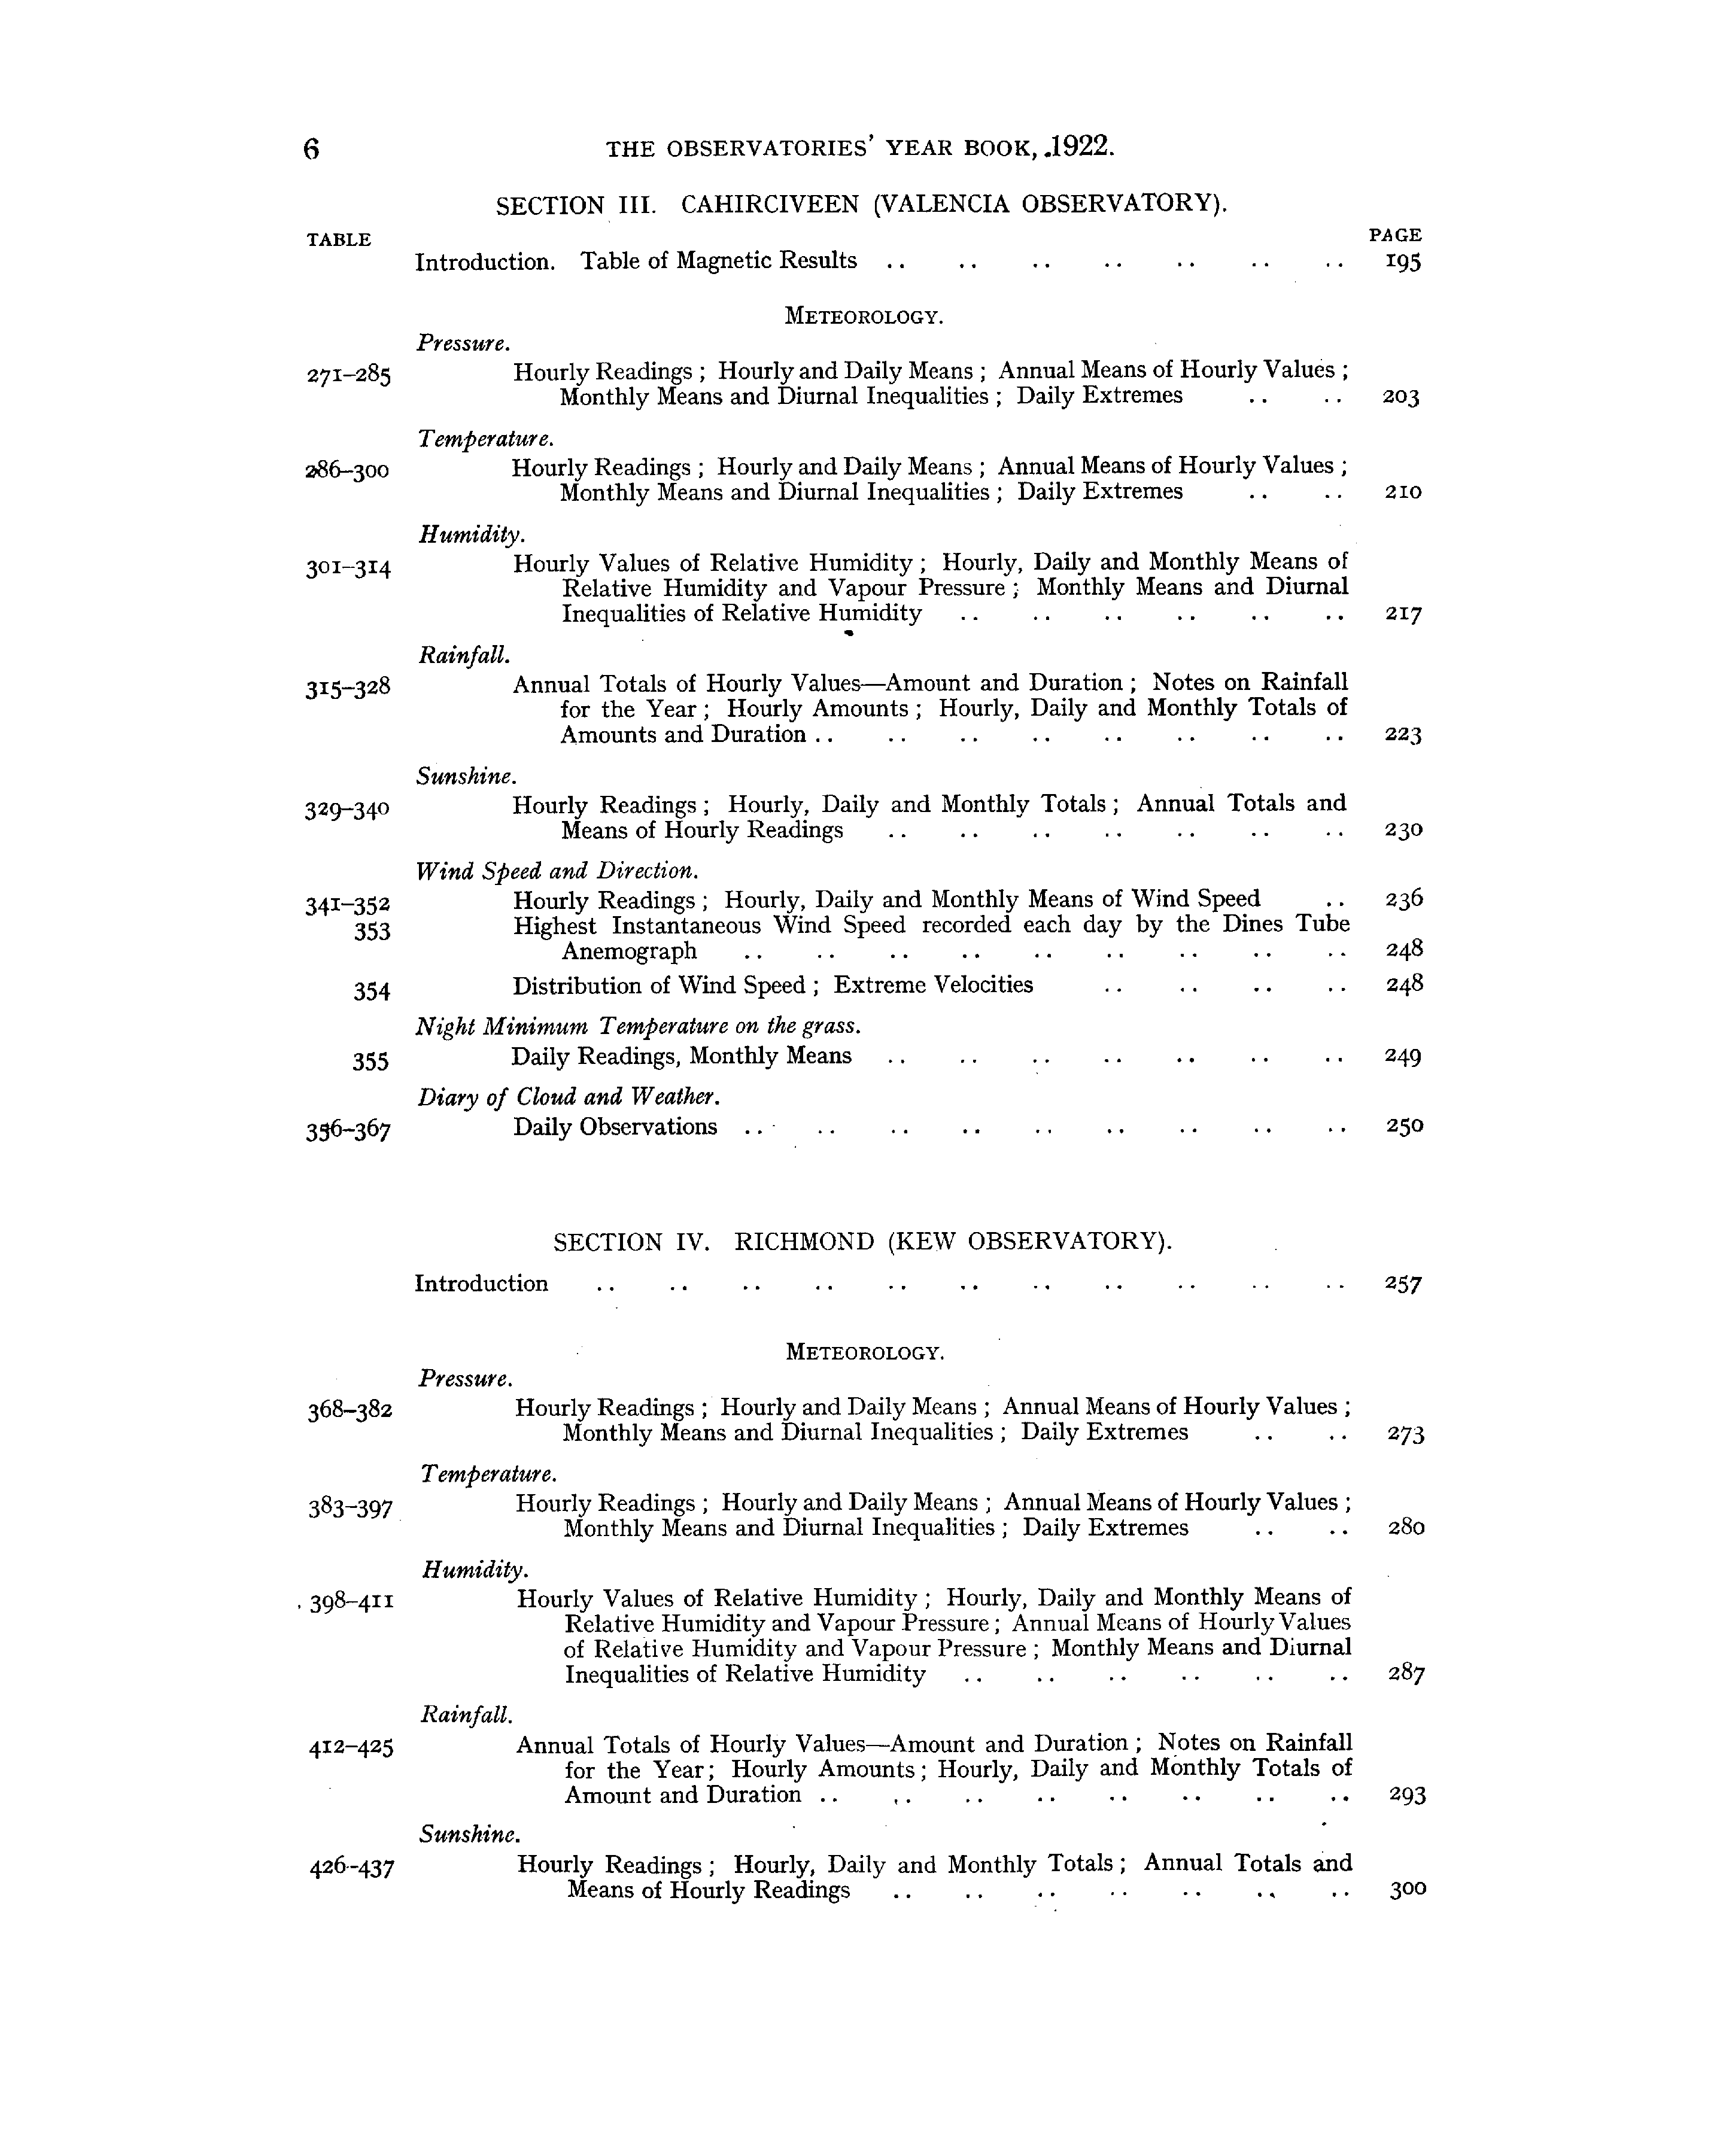 6 THE OBSERVATORIES' YEAR BOOK, 1922.
SECTION III. CAHIRCIVEEN (VALENCIA OBSERVATORY).
TABLE PAGE
Introduction. Table of Magnetic Results .. .. .. .. .. .. .. 195
METEOROLOGY.
Pressure.
271–285 Hourly Readings ; Hourly and Daily Means ; Annual Means of Hourly Values ;
Monthly Means and Diurnal Inequalities ; Daily Extremes .. .. 203
Temperature.
286–300 Hourly Readings ; Hourly and Daily Means ; Annual Means of Hourly Values ;
Monthly Means and Diurnal Inequalities ; Daily Extremes .. .. 210
Humidity.
301–314 Hourly Values of Relative Humidity ; Hourly, Daily and Monthly Means of
Relative Humidity and Vapour Pressure ; Monthly Means and Diurnal
Inequalities of Relative Humidity .. .. .. .. .. .. 217
Rainfall.
315–328 Annual Totals of Hourly Values—Amount and Duration ; Notes on Rainfall
for the Year ; Hourly Amounts ; Hourly, Daily and Monthly Totals of
Amounts and Duration .. .. .. .. .. .. .. .. 223
Sunshine.
329–340 Hourly Readings ; Hourly, Daily and Monthly Totals ; Annual Totals and
Means of Hourly Readings .. .. .. .. .. .. .. 230
Wind Speed and Direction.
341–352 Hourly Readings ; Hourly, Daily and Monthly Means of Wind Speed .. 236
353 Highest Instantaneous Wind Speed recorded each day by the Dines Tube
Anemograph .. .. .. .. .. .. .. .. .. 248
354 Distribution of Wind Speed ; Extreme Velocities .. .. .. .. 248
Night Minimum Temperature on the grass.
355 Daily Readings, Monthly Means .. .. .. .. .. .. .. 249
Diary of Cloud and Weather.
356–367 Daily Observations .. .. .. .. .. .. .. .. .. 250
SECTION IV. RICHMOND (KEW OBSERVATORY).
Introduction .. .. .. .. .. .. .. .. .. .. .. 257
METEOROLOGY.
Pressure.
368–382 Hourly Readings ; Hourly and Daily Means ; Annual Means of Hourly Values ;
Monthly Means and Diurnal Inequalities ; Daily Extremes .. .. 273
Temperature.
383–397 Hourly Readings ; Hourly and Daily Means ; Annual Means of Hourly Values ;
Monthly Means and Diurnal Inequalities ; Daily Extremes .. .. 280
Humidity.
398–411 Hourly Values of Relative Humidity ; Hourly, Daily and Monthly Means of
Relative Humidity and Vapour Pressure ; Annual Means of Hourly Values
of Relative Humidity and Vapour Pressure ; Monthly Means and Diurnal
Inequalities of Relative Humidity .. .. .. .. .. .. 287
Rainfall.
412–425 Annual Totals of Hourly Values—Amount and Duration ; Notes on Rainfall
for the Year ; Hourly Amounts ; Hourly, Daily and Monthly Totals of
Amount and Duration .. .. .. .. .. .. .. .. 293
Sunshine.
426–437 Hourly Readings ; Hourly, Daily and Monthly Totals ; Annual Totals and
Means of Hourly Readings .. .. .. .. .. .. .. 300